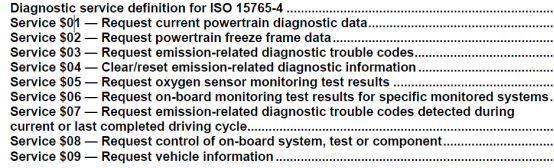 Diagnostic service definition for ISO 15765-4 ........................................................
Service $01 — Request current powertrain diagnostic data.......................................
Service $02 — Request powertrain freeze frame data................................................
Service $03 — Request emission-related diagnostic trouble codes...........................
Service $04 — Clear/reset emission-related diagnostic information..........................
Service $05 — Request oxygen sensor monitoring test results .................................
Service $06 — Request on-board monitoring test results for specific monitored systems.
Service $07 — Request emission-related diagnostic trouble codes detected during
current or last completed driving cycle.....................................................................
Service $08 — Request control of on-board system, test or component....................
Service $09 — Request vehicle information..............................................................